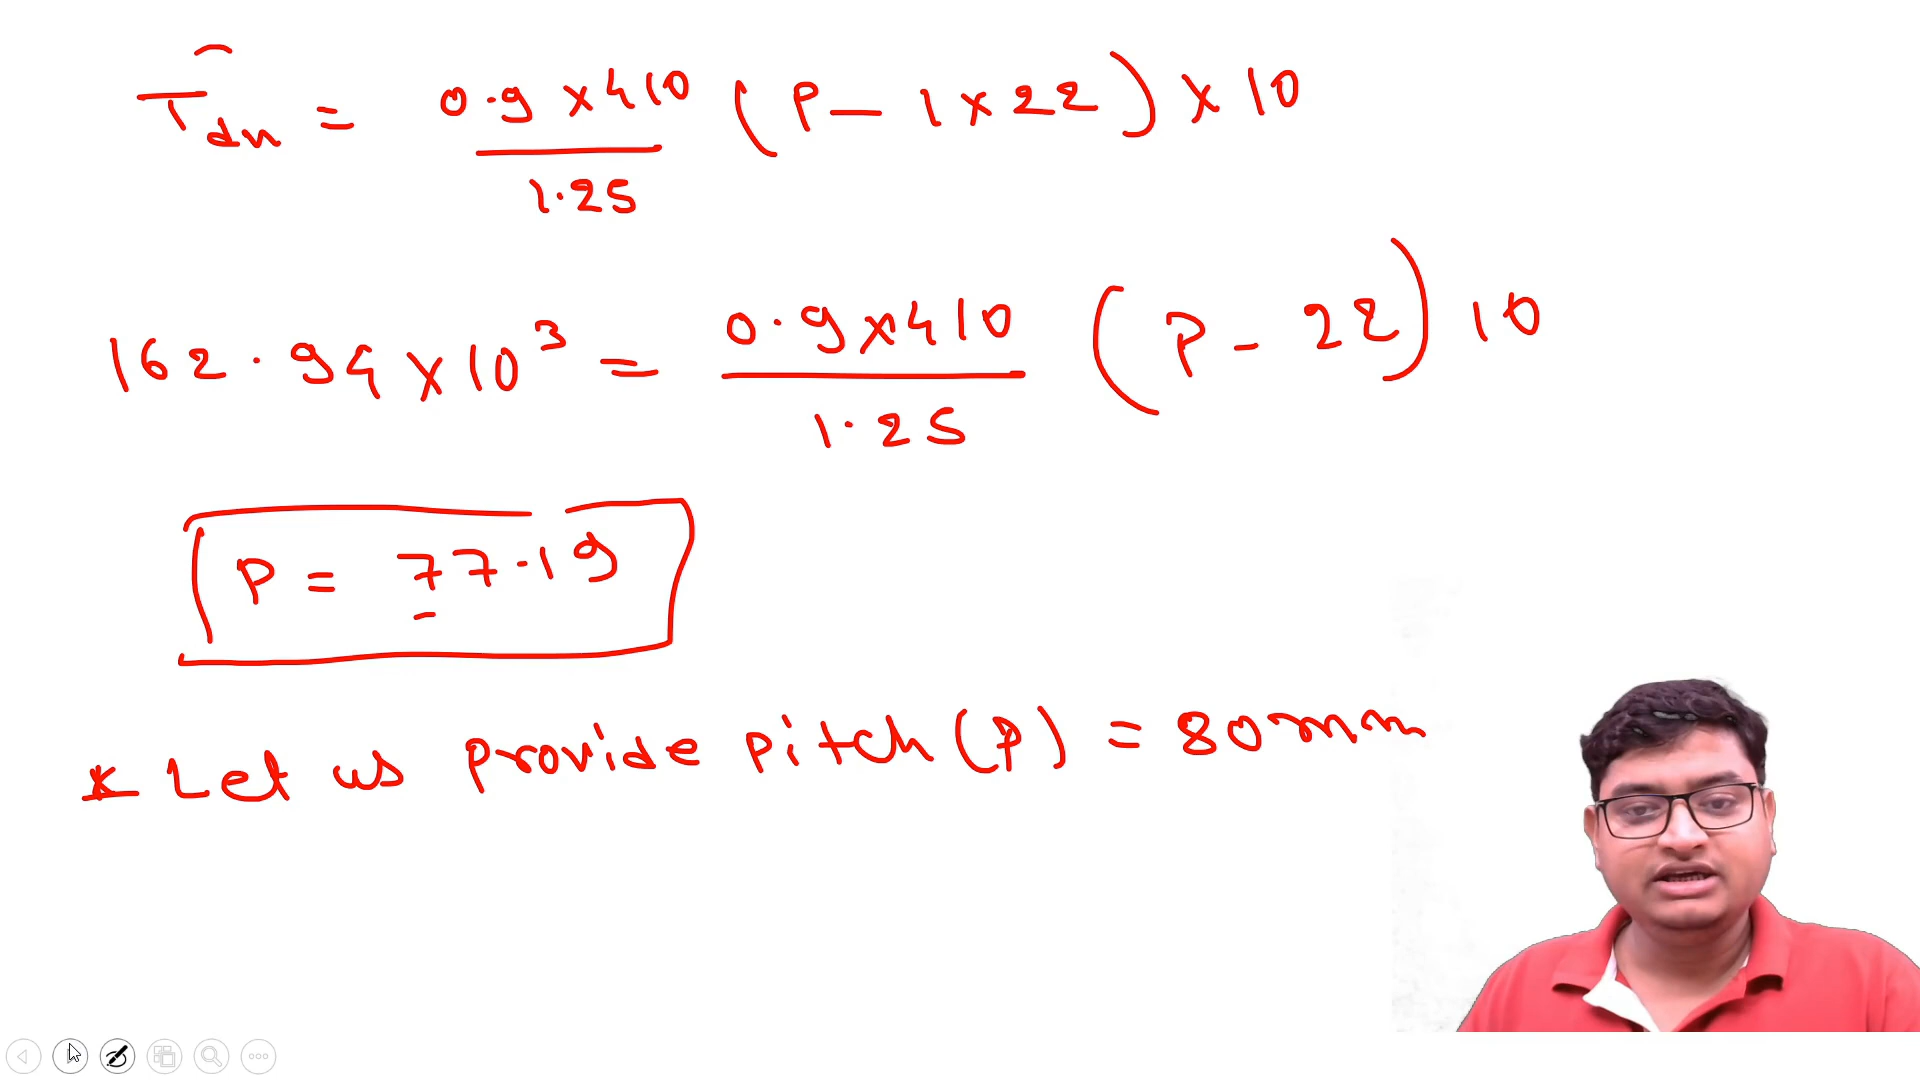 Tdn = 0.9 x 410 / 1.25 (P - 1 x 22) x 10
162.94 x 10³ = 0.9 x 410 / 1.25 (P - 22) 10
P = 77.19
* Let us provide pitch (P) = 80mm